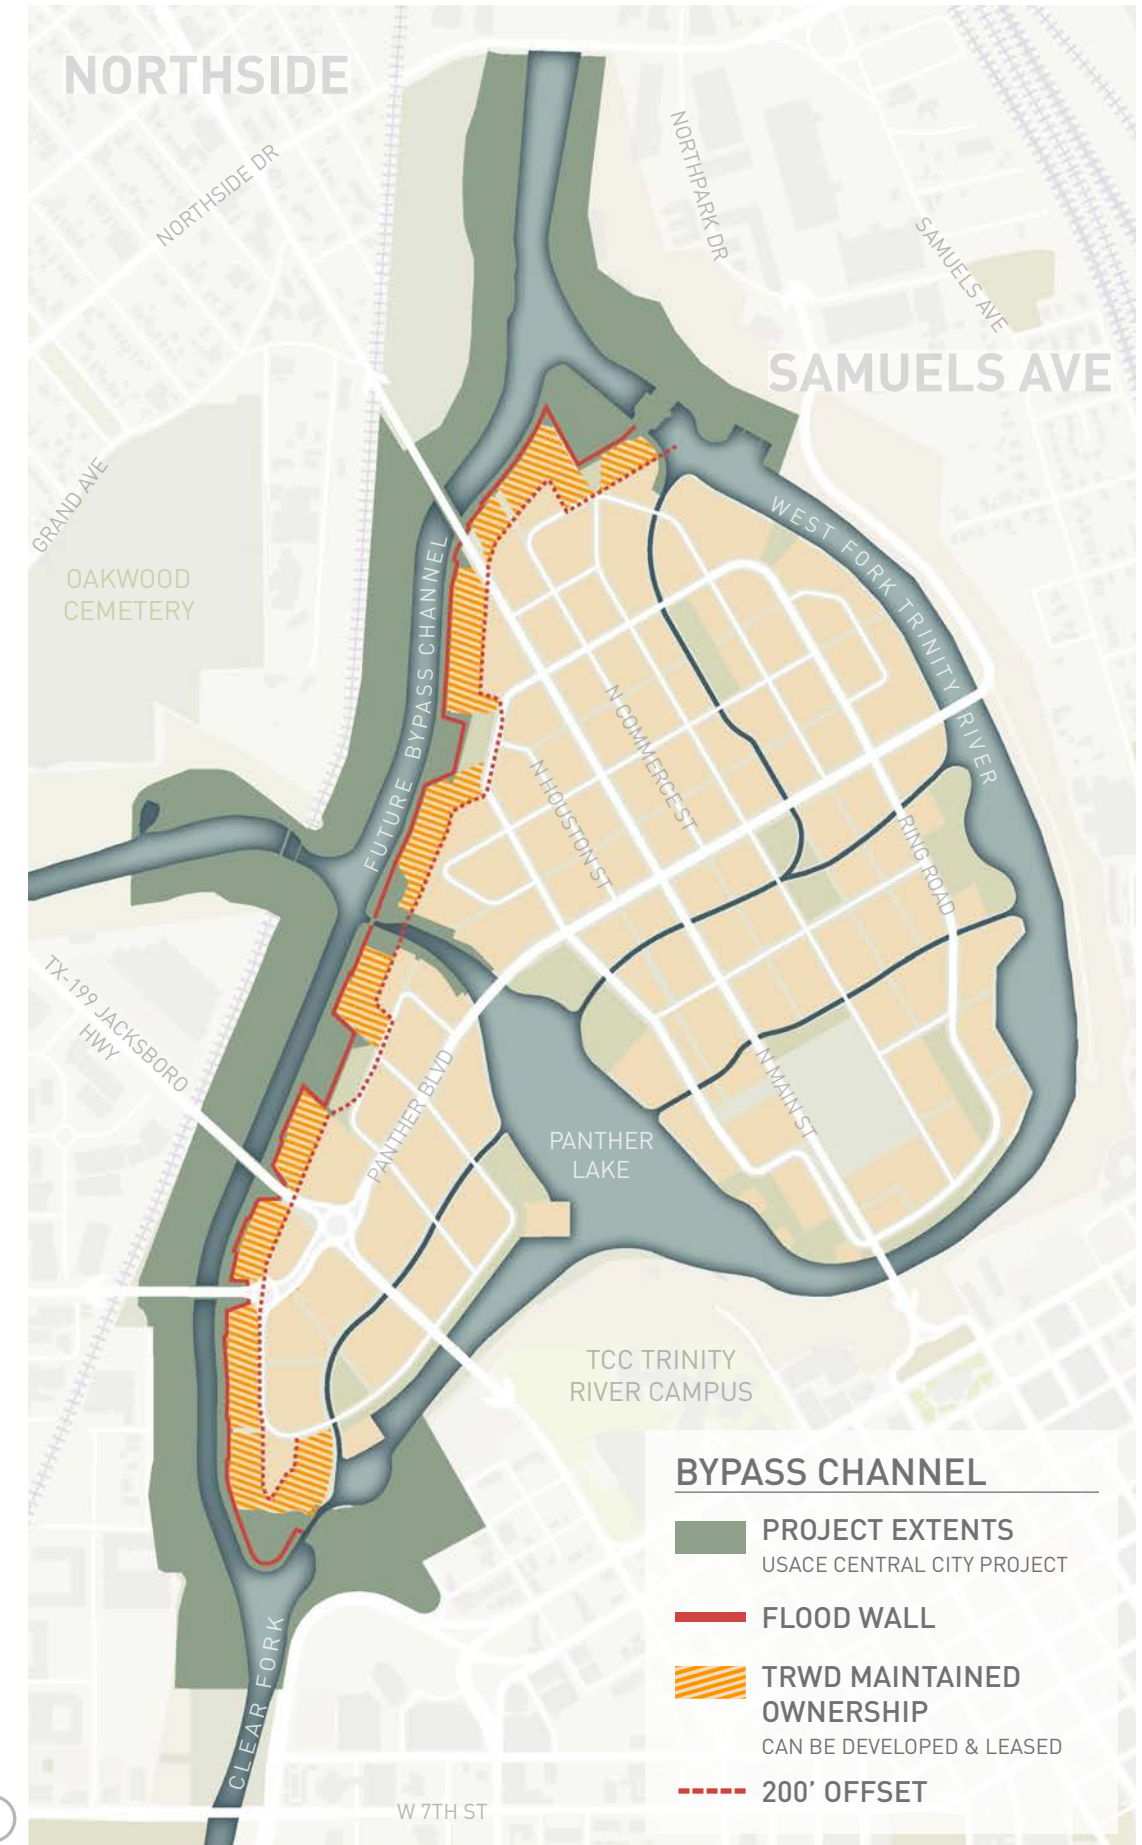 NORTHSIDE
NORTHSIDE DR
NORTHPARK DR
SAMUELS AVE
SAMUELS AVE
GRAND AVE
OAKWOOD
CEMETERY
WEST FORK TRINITY RIVER
FUTURE BYPASS CHANNEL
N COMMERCE ST
N HOUSTON ST
RING ROAD
TX-199 JACKSBORO
HWY
PANTHER BLVD
N MAIN ST
PANTHER
LAKE
TCC TRINITY
RIVER CAMPUS
CLEAR FORK
W 7TH ST
BYPASS CHANNEL
PROJECT EXTENTS
USACE CENTRAL CITY PROJECT
FLOOD WALL
TRWD MAINTAINED
OWNERSHIP
CAN BE DEVELOPED & LEASED
200' OFFSET